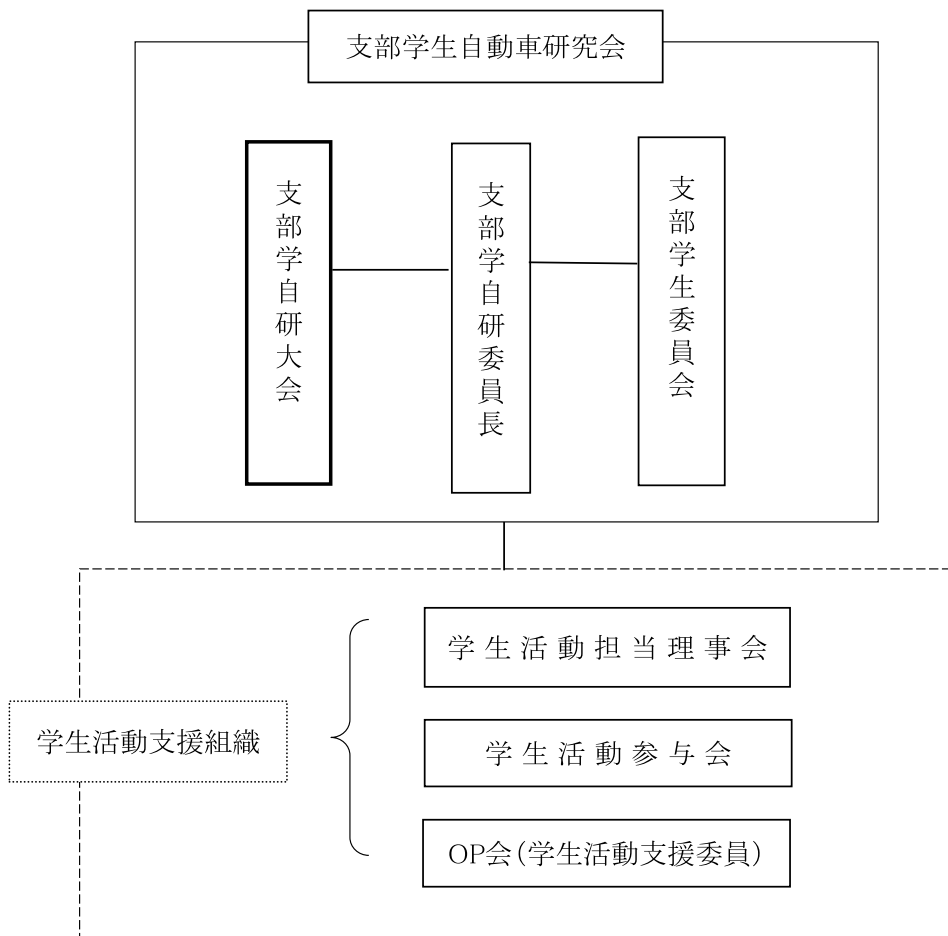 支部学生自動車研究会
支部学自研大会
支部学自研委員長
支部学生委員会
学生活動担当理事会
学生活動支援組織
学生活動参与会
OP会(学生活動支援委員)